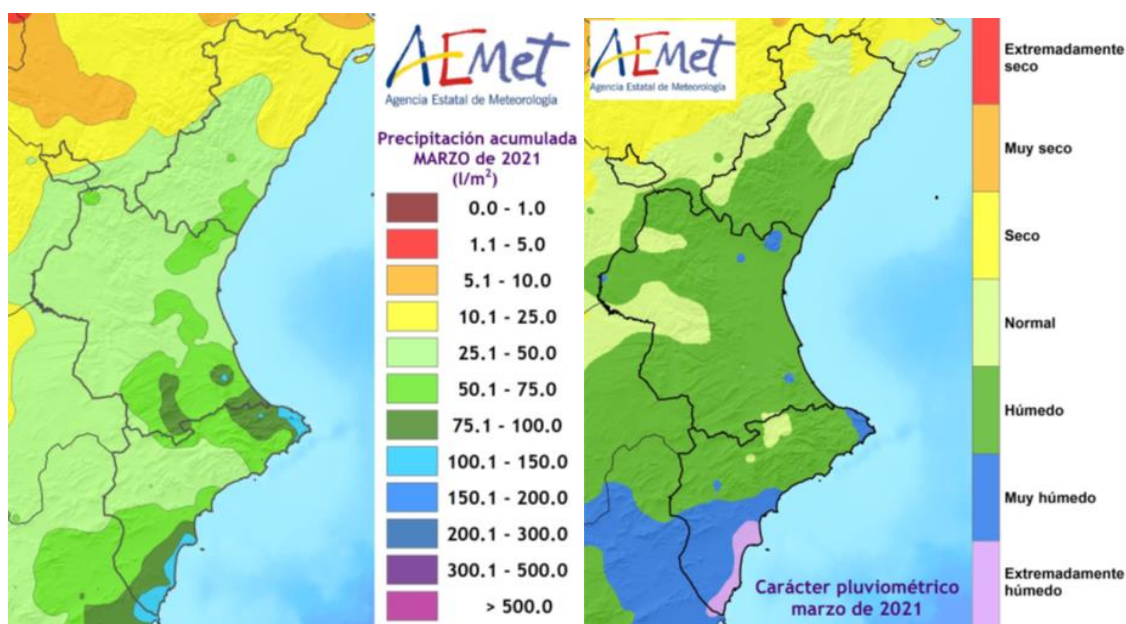 AEMet
Agencia Estatal de Meteorología
Precipitación acumulada
MARZO de 2021
(l/m²)
0.0 - 1.0
1.1 - 5.0
5.1 - 10.0
10.1 - 25.0
25.1 - 50.0
50.1 - 75.0
75.1 - 100.0
100.1 - 150.0
150.1 - 200.0
200.1 - 300.0
300.1 - 500.0
> 500.0
AEMet
Agencia Estatal de Meteorología
Extremadamente
seco
Muy seco
Seco
Normal
Húmedo
Muy húmedo
Extremadamente
húmedo
Carácter pluviométrico
marzo de 2021